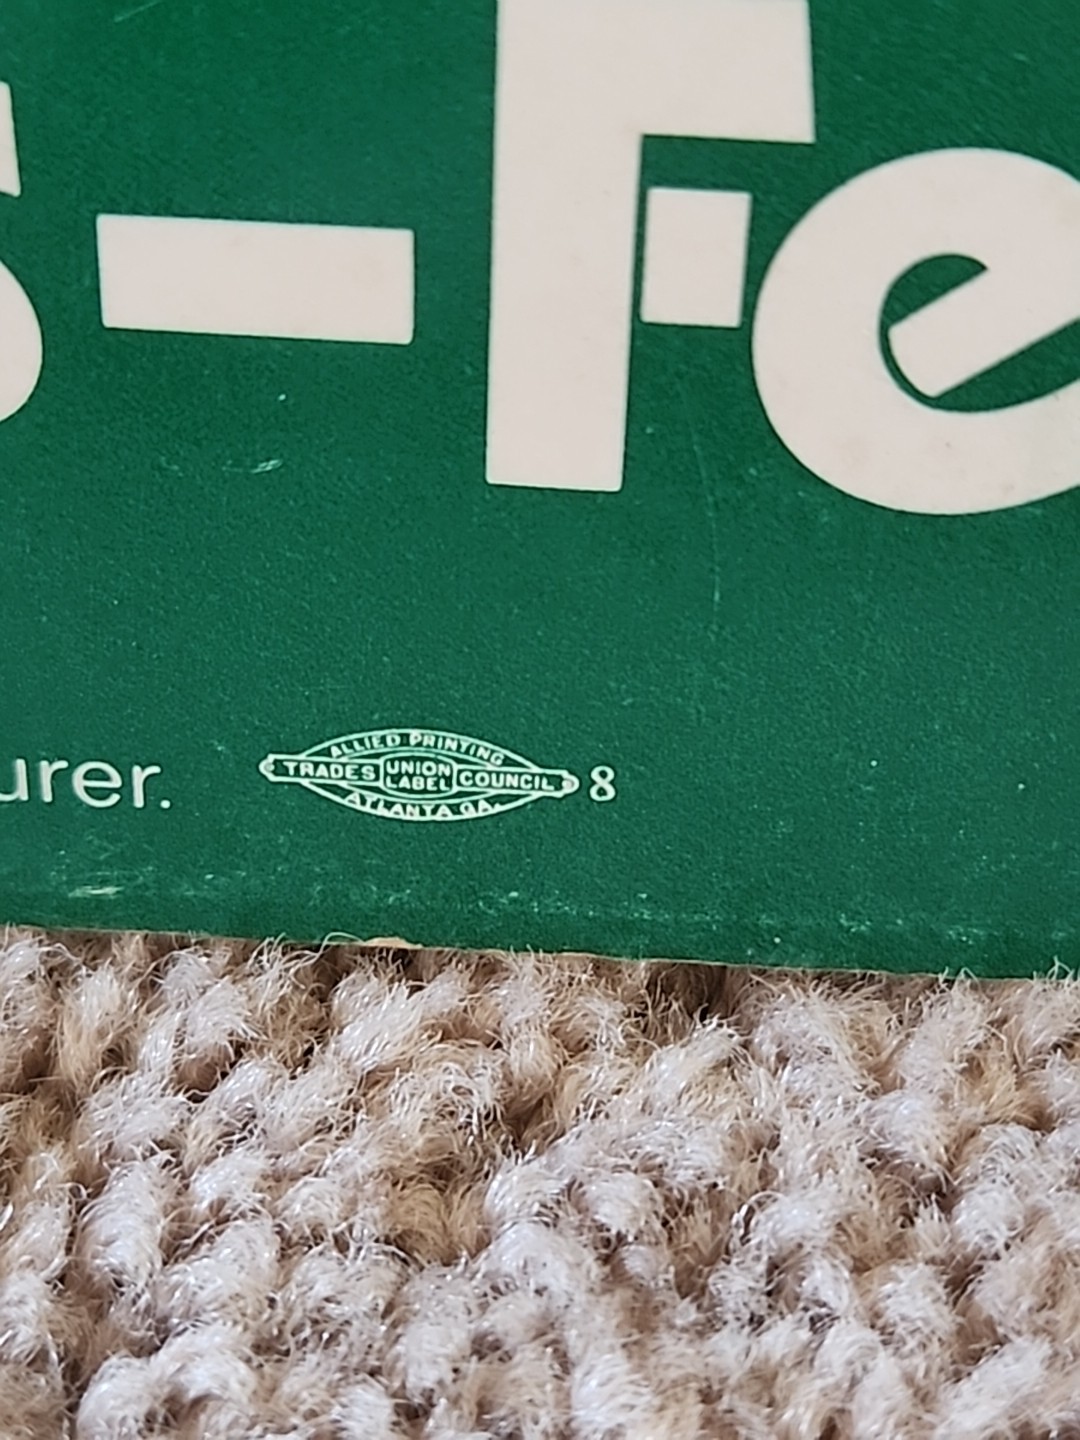 s-Fe
urer.
ALLIED PRINTING
TRADES UNION LABEL COUNCIL 8
ATLANTA GA.